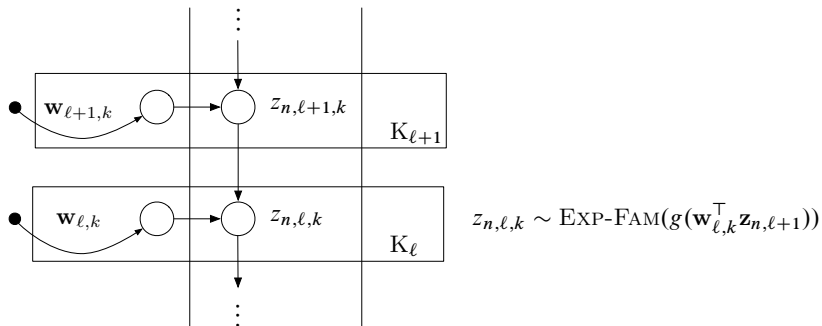 ⋮
w_{ℓ+1,k} z_{n,ℓ+1,k}
K_{ℓ+1}
w_{ℓ,k} z_{n,ℓ,k} z_{n,ℓ,k} ∼ EXP-FAM(g(w_{ℓ,k}^⊤ z_{n,ℓ+1}))
K_ℓ
⋮